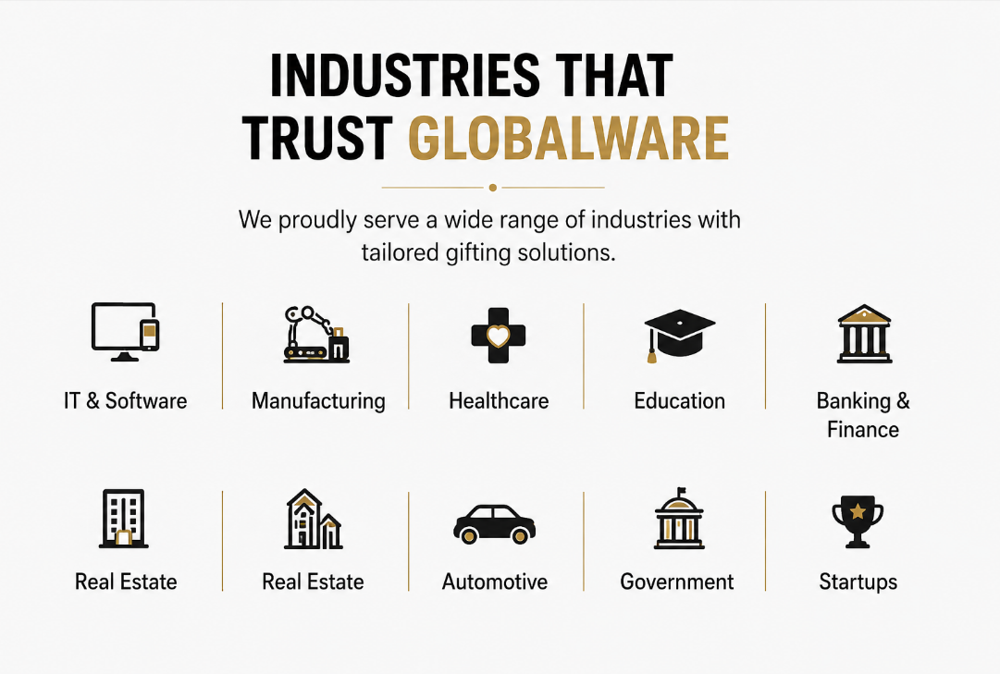 INDUSTRIES THAT
TRUST GLOBALWARE
We proudly serve a wide range of industries with
tailored gifting solutions.
IT & Software
Manufacturing
Healthcare
Education
Banking &
Finance
Real Estate
Real Estate
Automotive
Government
Startups